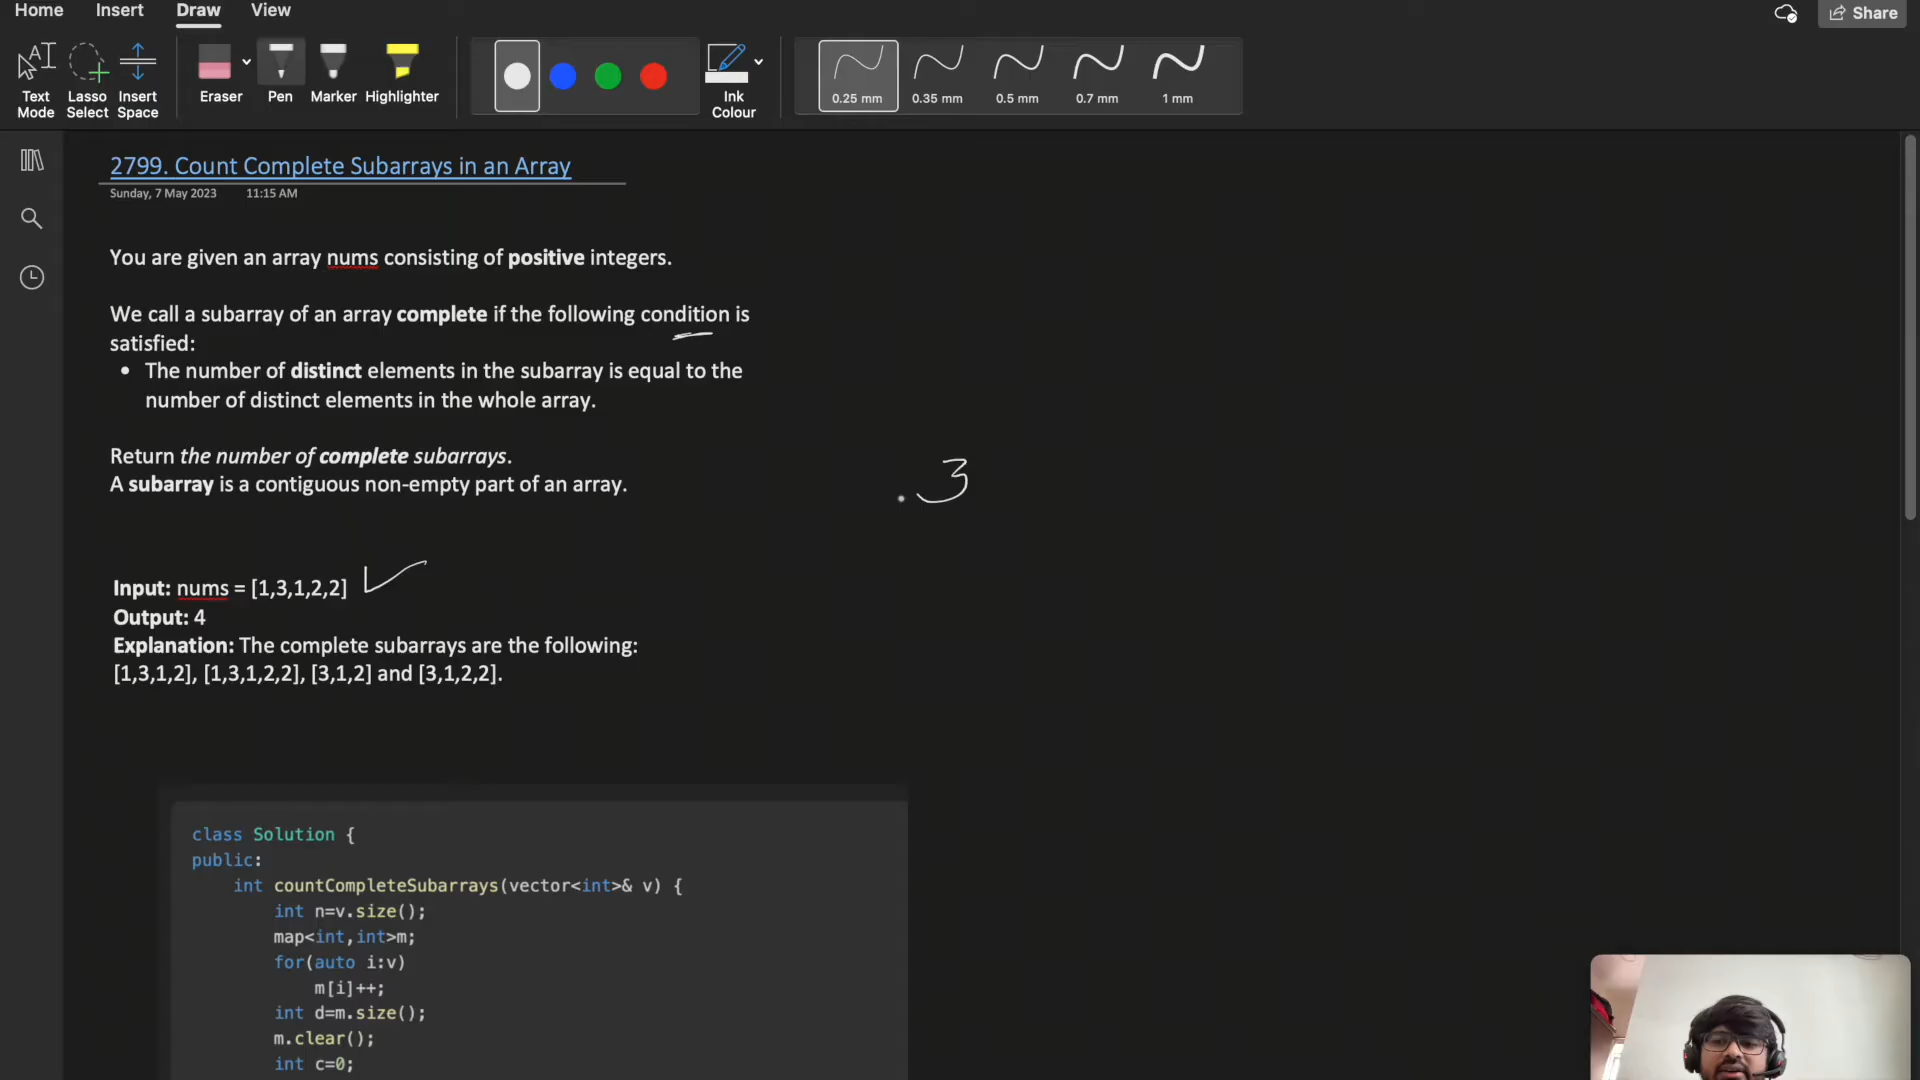 Home Insert Draw View
Share
Text Mode
Lasso Select
Insert Space
Eraser
Pen
Marker
Highlighter
Ink Colour
0.25 mm
0.35 mm
0.5 mm
0.7 mm
1 mm
2799. Count Complete Subarrays in an Array
Sunday, 7 May 2023 11:15 AM
You are given an array nums consisting of positive integers.
We call a subarray of an array complete if the following condition is
satisfied:
• The number of distinct elements in the subarray is equal to the
number of distinct elements in the whole array.
Return the number of complete subarrays.
A subarray is a contiguous non-empty part of an array.
3
Input: nums = [1,3,1,2,2]
Output: 4
Explanation: The complete subarrays are the following:
[1,3,1,2], [1,3,1,2,2], [3,1,2] and [3,1,2,2].
class Solution {
public:
int countCompleteSubarrays(vector<int>& v) {
int n=v.size();
map<int,int>m;
for(auto i:v)
m[i]++;
int d=m.size();
m.clear();
int c=0;